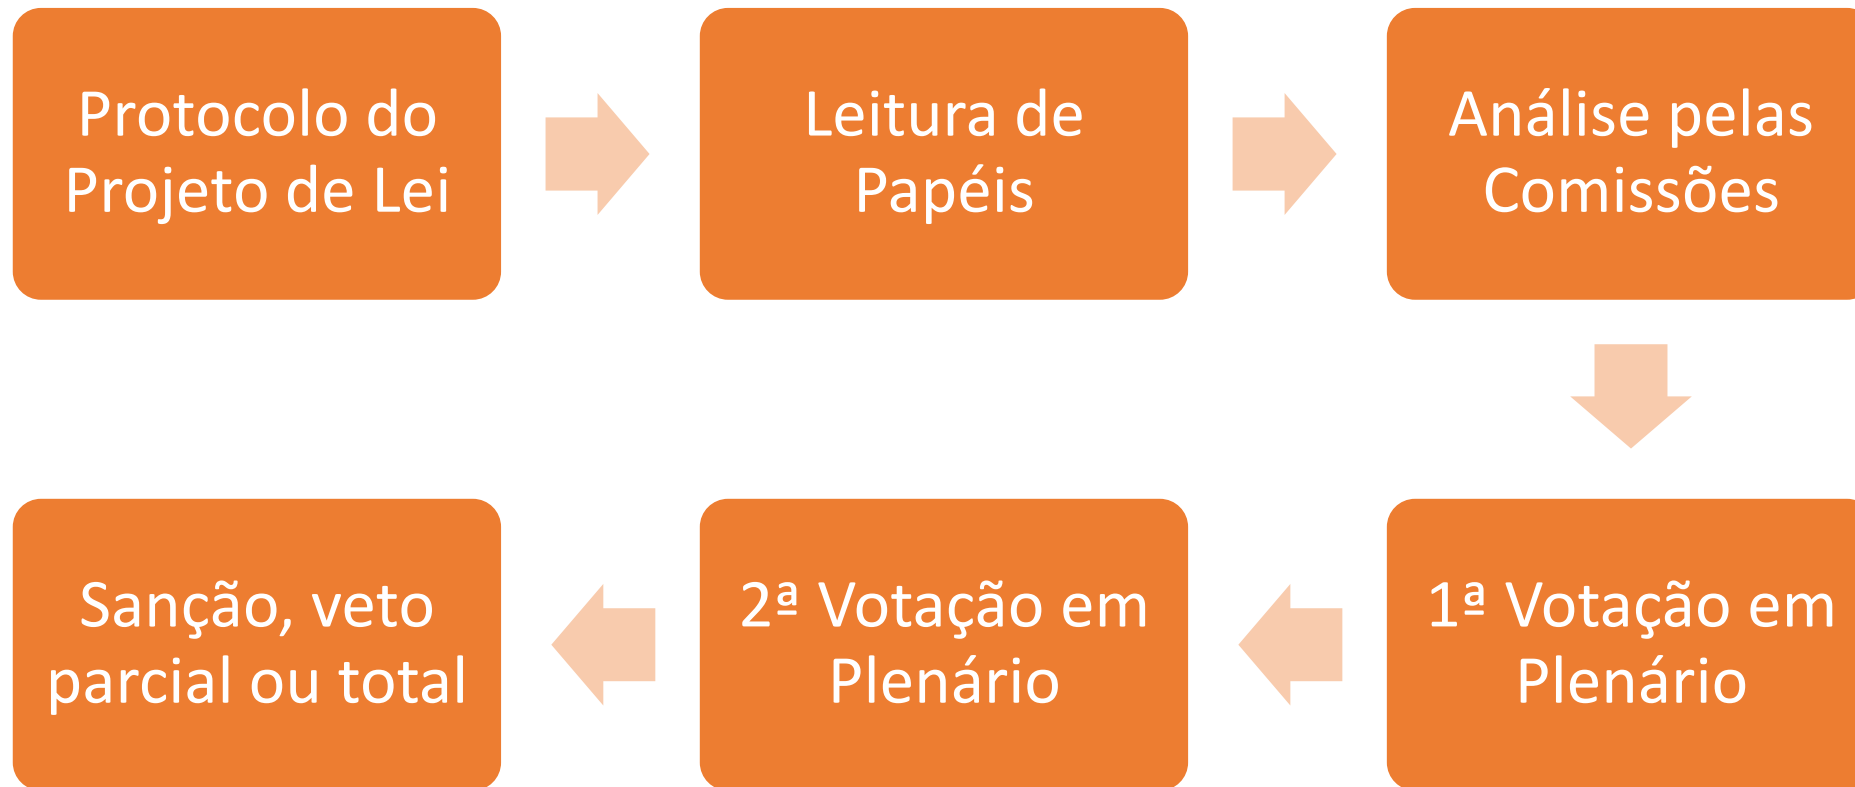 Protocolo do
Projeto de Lei
Leitura de
Papéis
Análise pelas
Comissões
1ª Votação em
Plenário
2ª Votação em
Plenário
Sanção, veto
parcial ou total